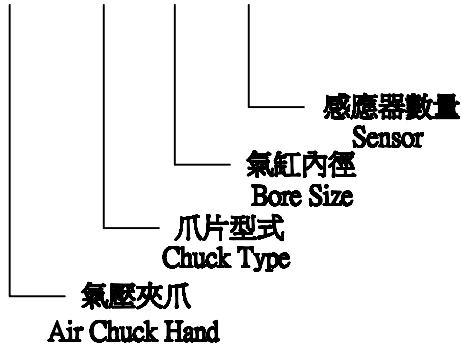 感應器數量
Sensor
氣缸內徑
Bore Size
爪片型式
Chuck Type
氣壓夾爪
Air Chuck Hand